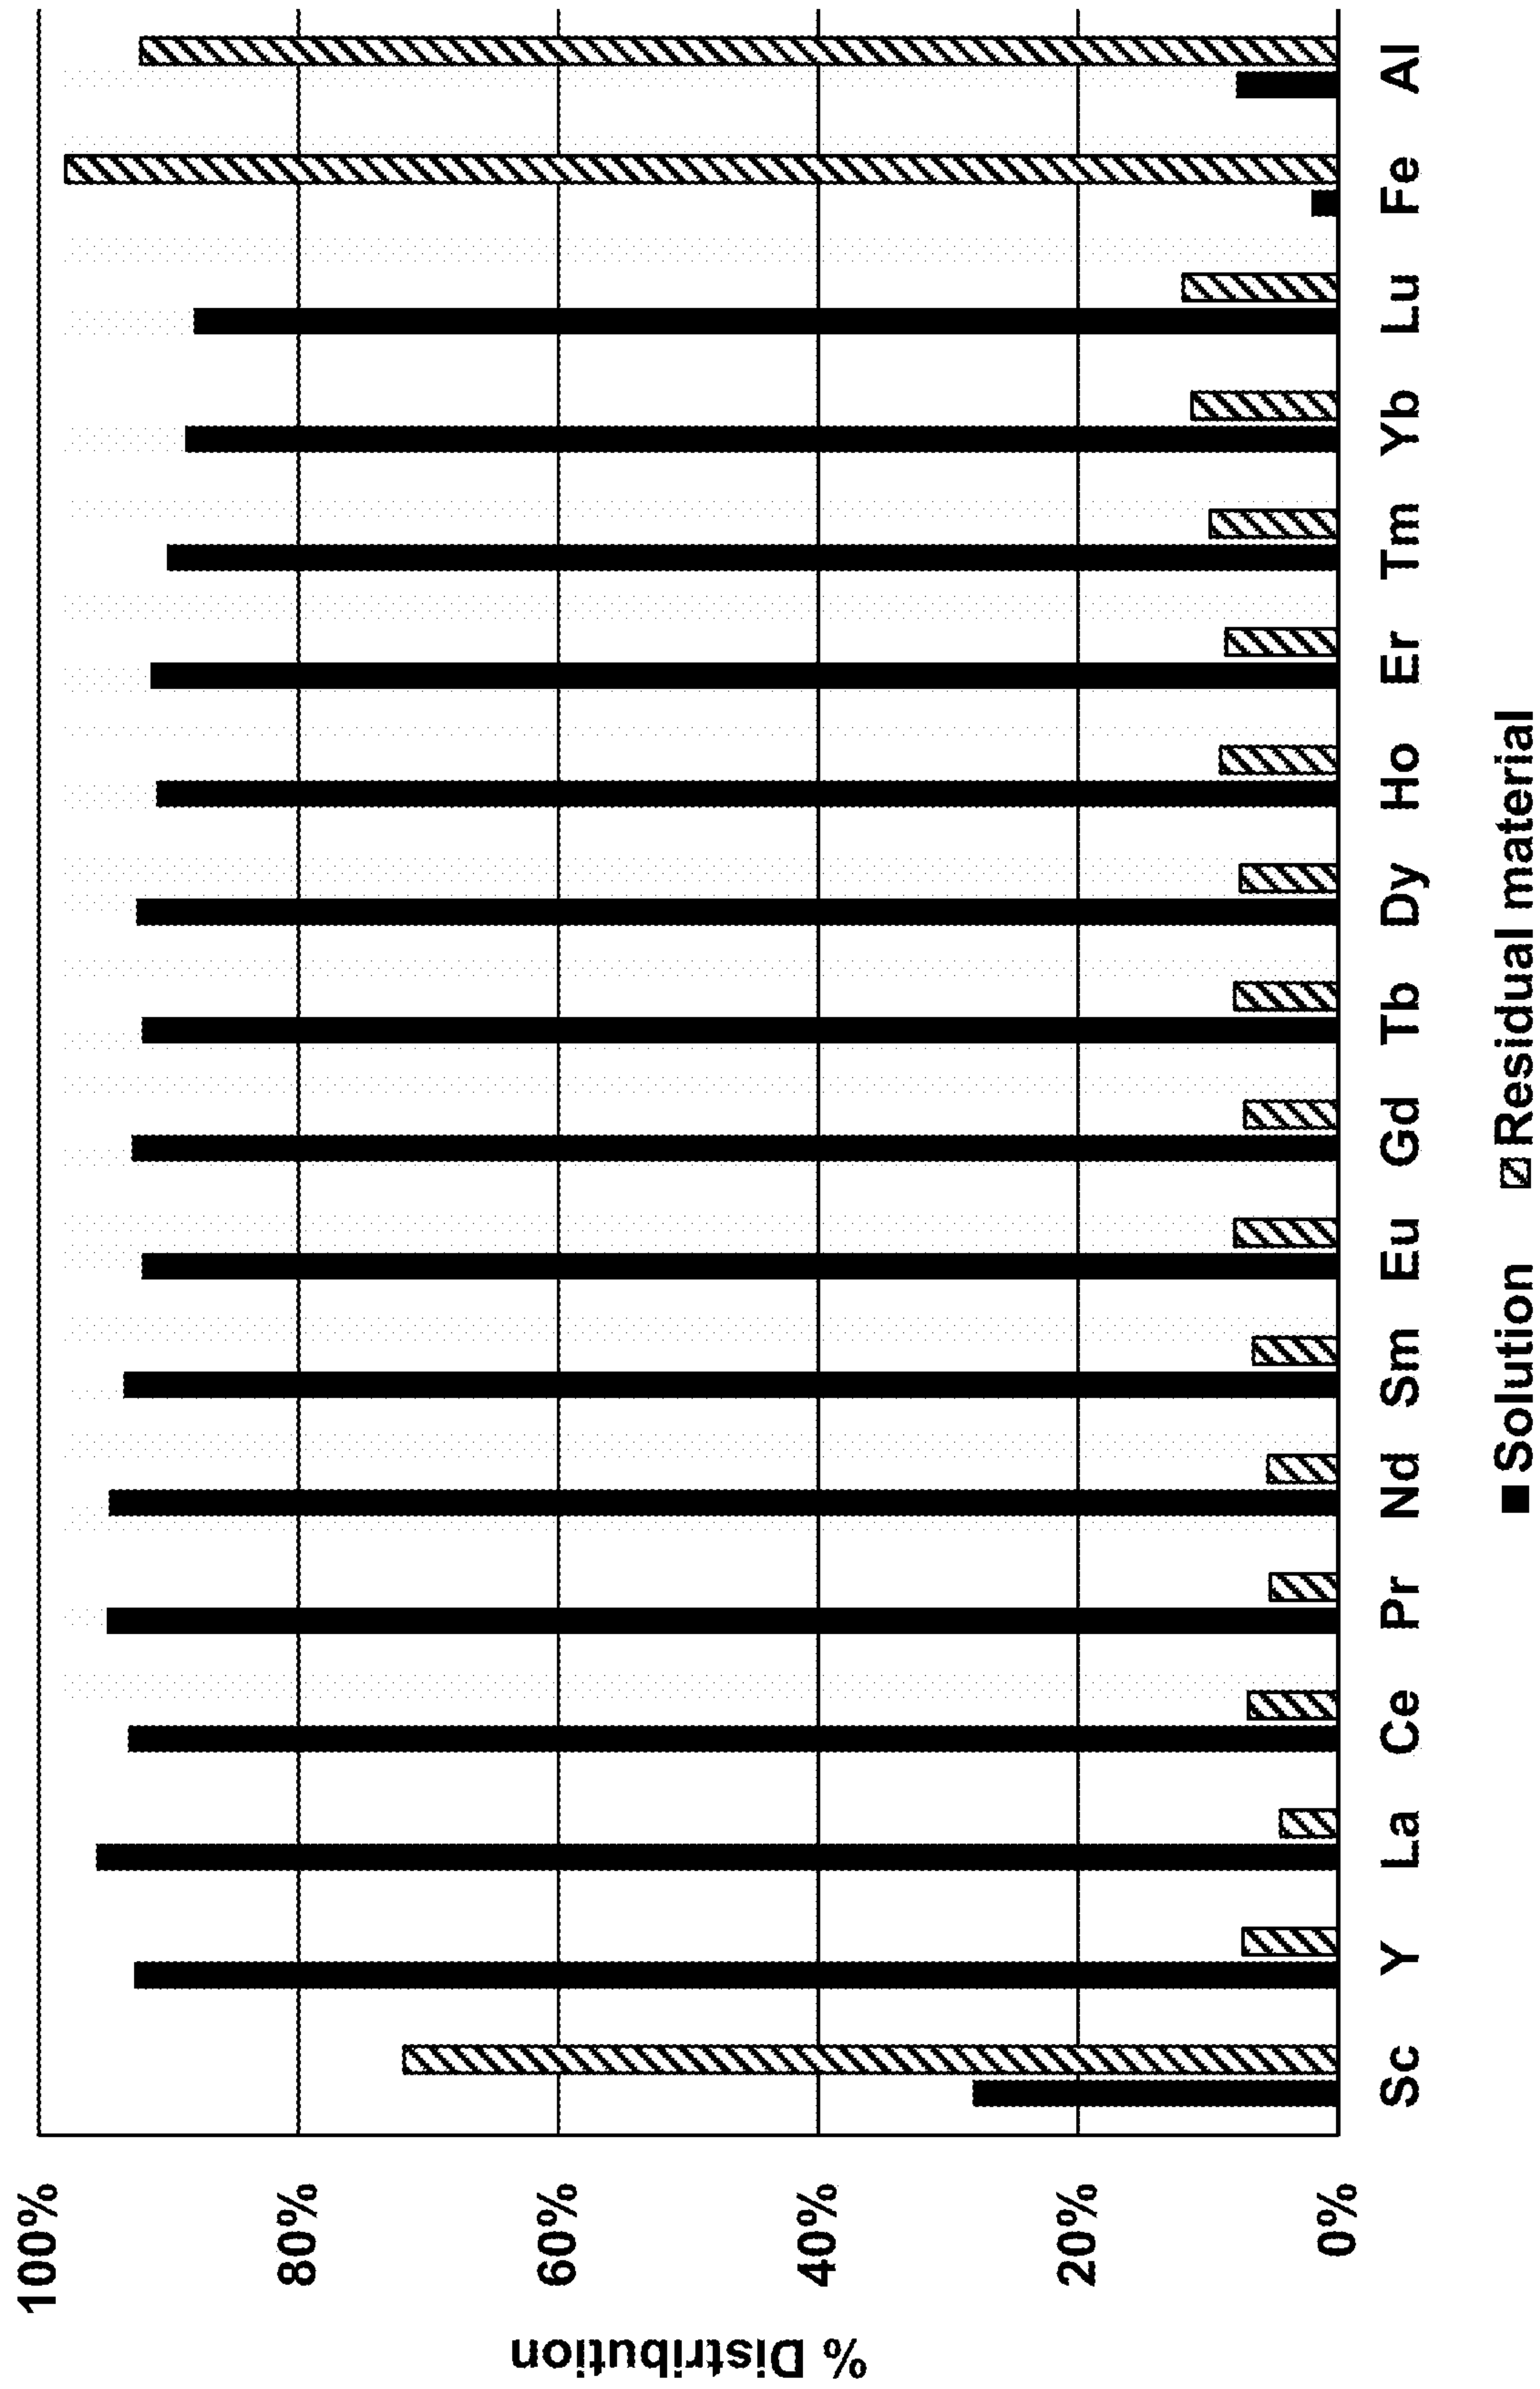 % Distribution
100%
80%
60%
40%
20%
0%
Sc Y La Ce Pr Nd Sm Eu Gd Tb Dy Ho Er Tm Yb Lu Fe Al
Solution Residual material